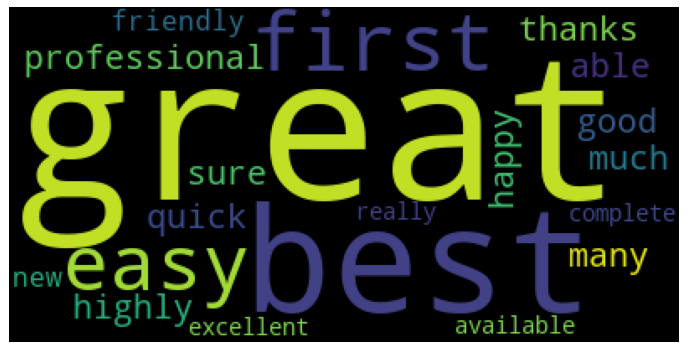 friendly
first
thanks
professional
able
great
good
happy
much
sure
quick
really
complete
best
easy
many
new
highly
excellent
available